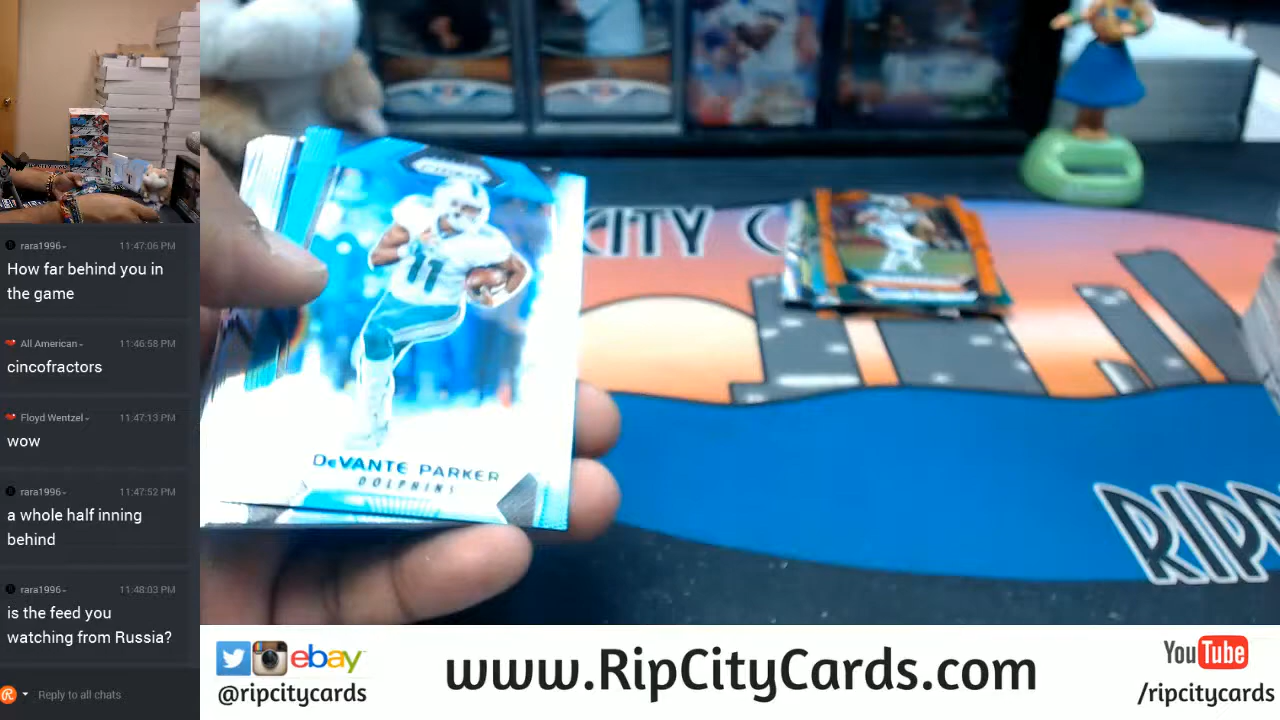 rara1996- 11:47:06 PM
How far behind you in
the game
All American- 11:46:58 PM
cincofractors
Floyd Wentzel- 11:47:13 PM
wow
rara1996- 11:47:52 PM
a whole half inning
behind
rara1996- 11:48:03 PM
is the feed you
watching from Russia?
Reply to all chats
CITY C
11
DeVANTE PARKER
DOLPHINS
RIPP
ebay
@ripcitycards
www.RipCityCards.com
YouTube
/ripcitycards